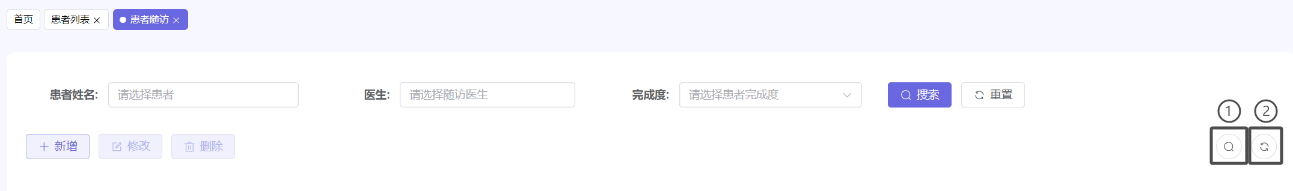 首页 患者列表 × 患者随访 ×
患者姓名: 请选择患者 医生: 请选择随访医生 完成度: 请选择患者完成度 搜索 重置
① ②
+ 新增 修改 删除